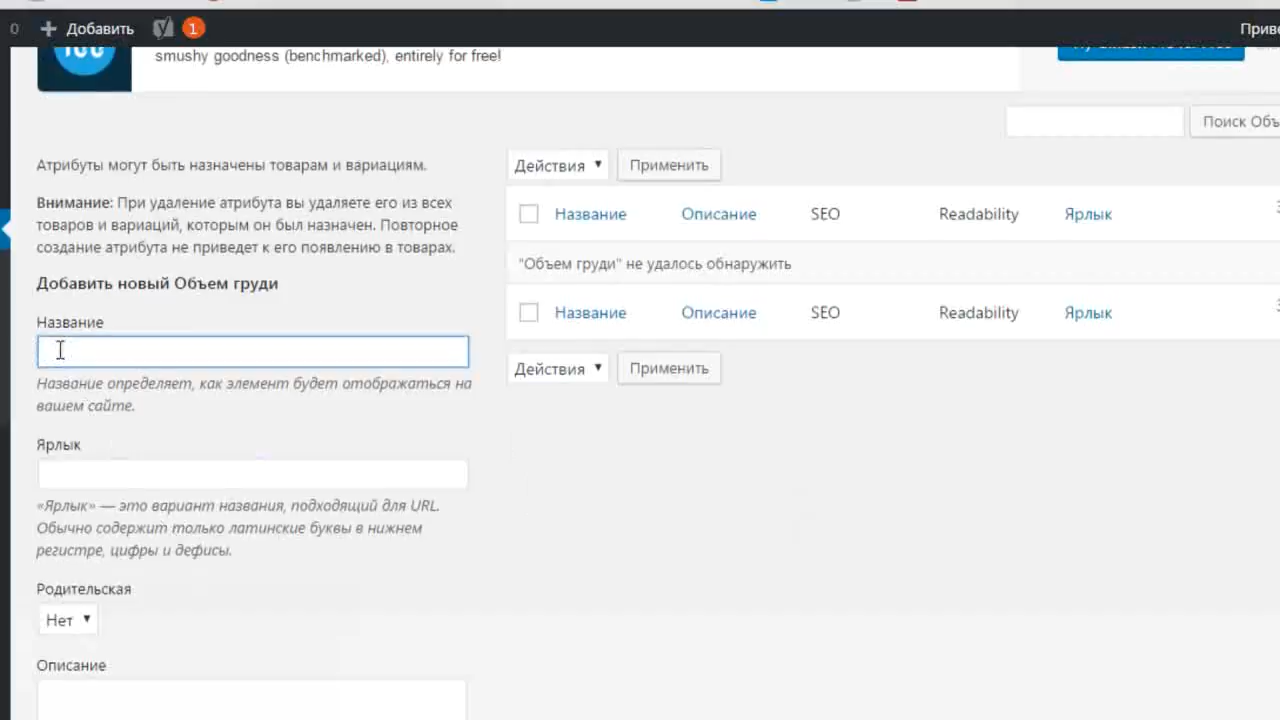 0 Добавить 1 Приве
smushy goodness (benchmarked), entirely for free!
Поиск Объ
Атрибуты могут быть назначены товарам и вариациям.
Внимание: При удаление атрибута вы удаляете его из всех
товаров и вариаций, которым он был назначен. Повторное
создание атрибута не приведет к его появлению в товарах.
Добавить новый Объем груди
Название
Название определяет, как элемент будет отображаться на
вашем сайте.
Ярлык
«Ярлык» — это вариант названия, подходящий для URL.
Обычно содержит только латинские буквы в нижнем
регистре, цифры и дефисы.
Родительская
Нет
Описание
Действия Применить
Название Описание SEO Readability Ярлык
"Объем груди" не удалось обнаружить
Название Описание SEO Readability Ярлык
Действия Применить